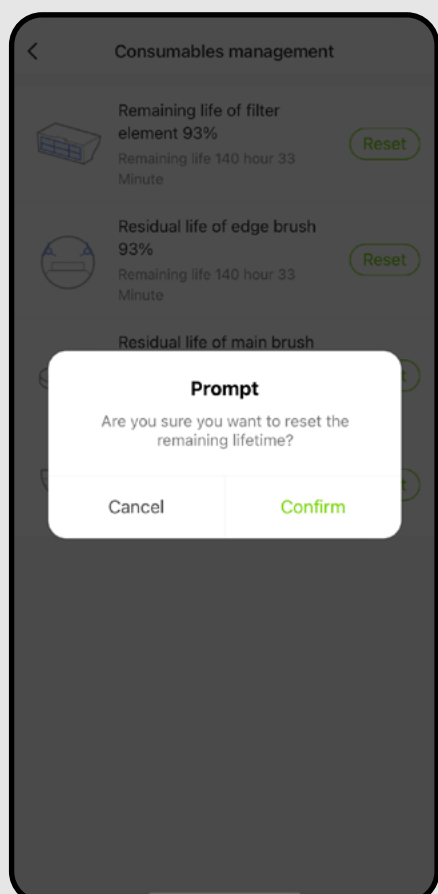 Consumables management
Remaining life of filter
element 93%
Remaining life 140 hour 33
Minute
Reset
Residual life of edge brush
93%
Remaining life 140 hour 33
Minute
Reset
Residual life of main brush
Prompt
Are you sure you want to reset the
remaining lifetime?
Cancel
Confirm